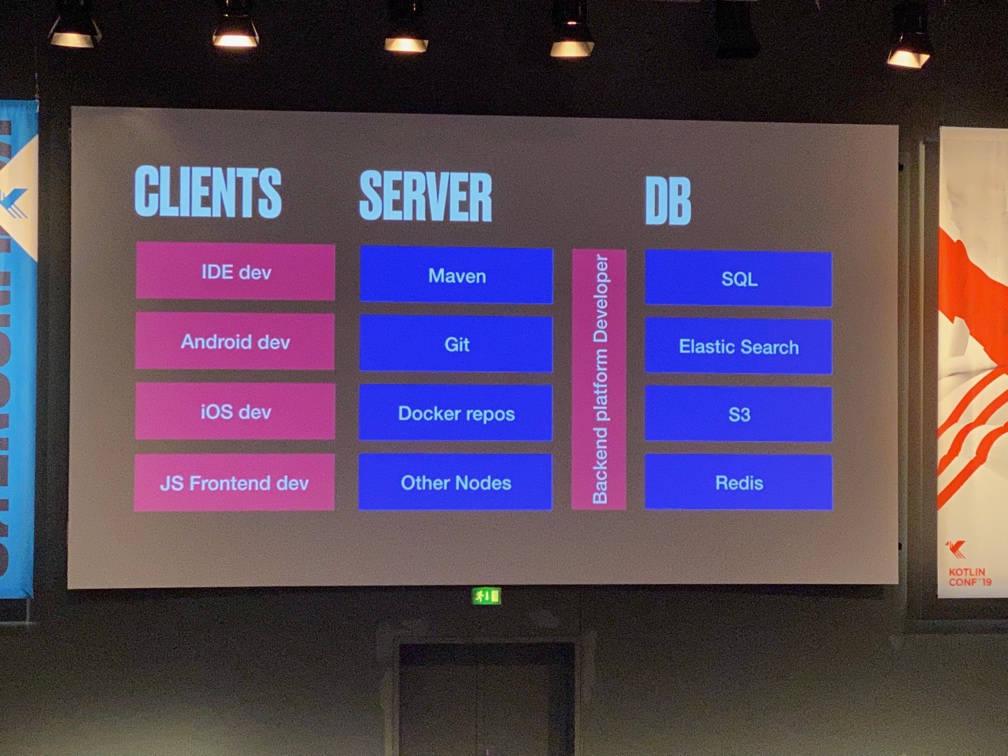 CLIENTS
SERVER
DB
IDE dev
Maven
SQL
Android dev
Git
Elastic Search
iOS dev
Docker repos
S3
JS Frontend dev
Other Nodes
Redis
Backend platform Developer
KOTLIN
CONF'19